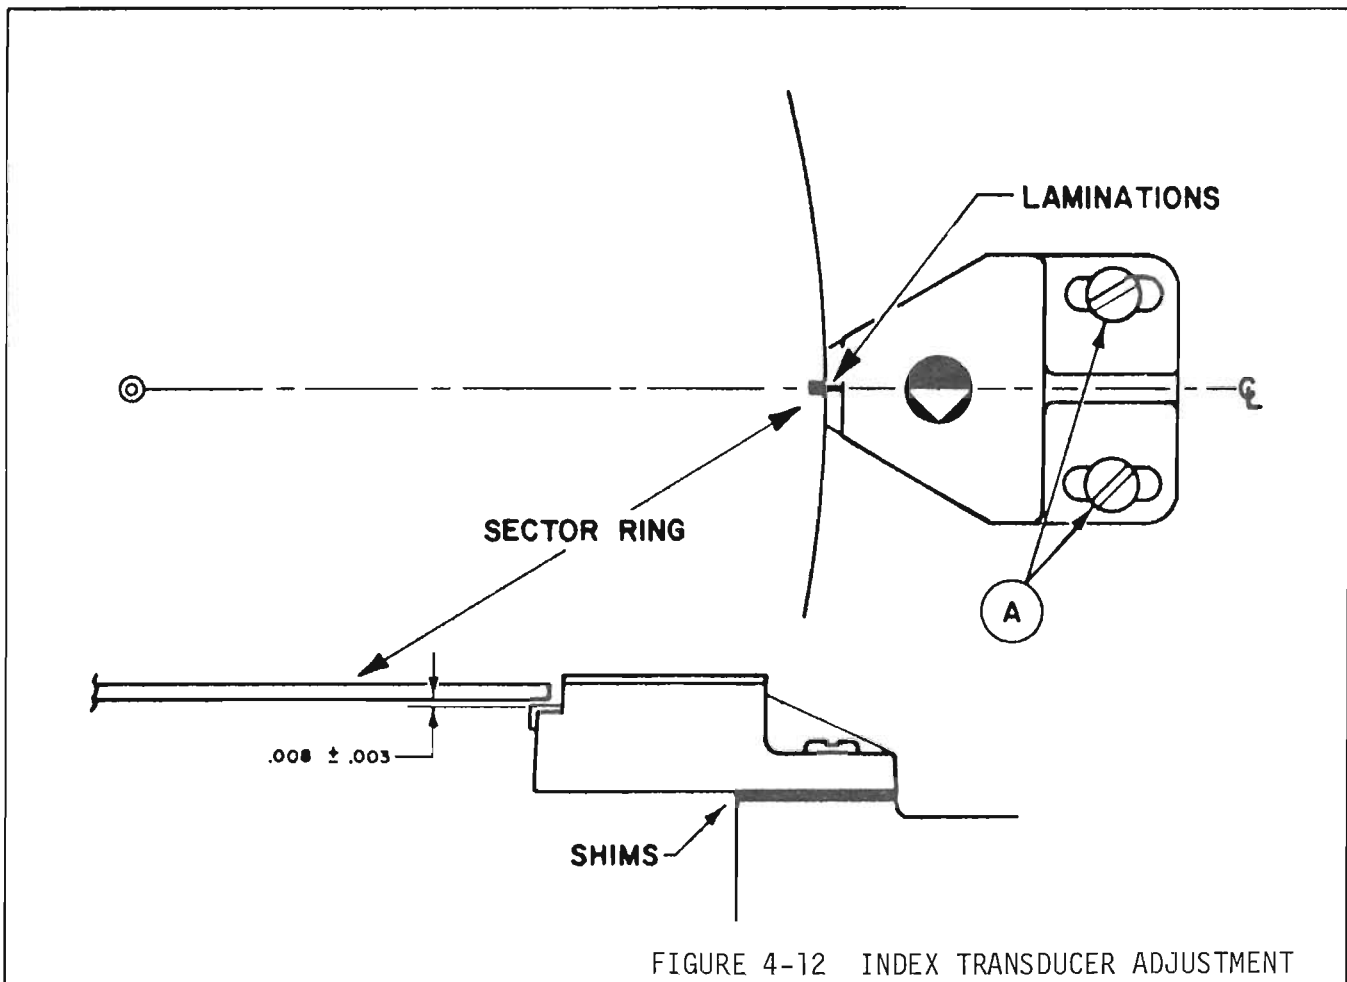 LAMINATIONS
℄
SECTOR RING
A
.008 ± .003
SHIMS
FIGURE 4-12 INDEX TRANSDUCER ADJUSTMENT